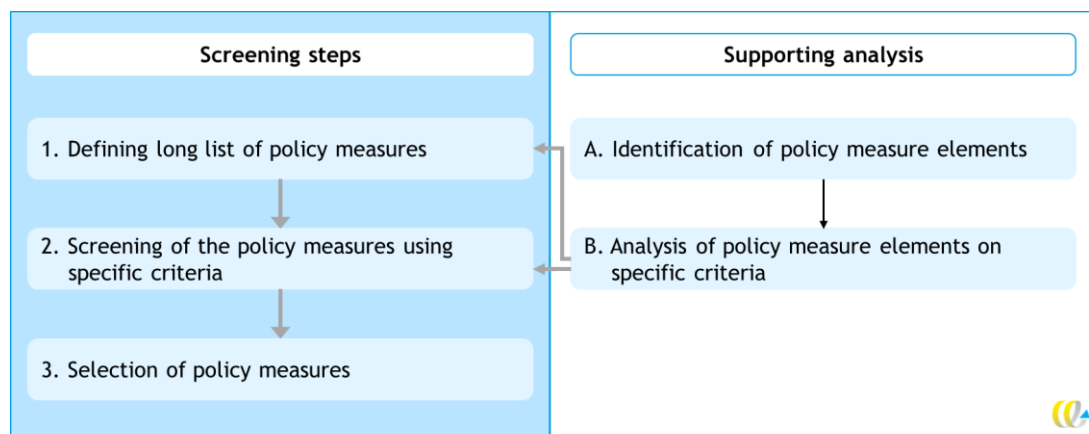 Screening steps
1. Defining long list of policy measures
2. Screening of the policy measures using
specific criteria
3. Selection of policy measures
Supporting analysis
A. Identification of policy measure elements
B. Analysis of policy measure elements on
specific criteria